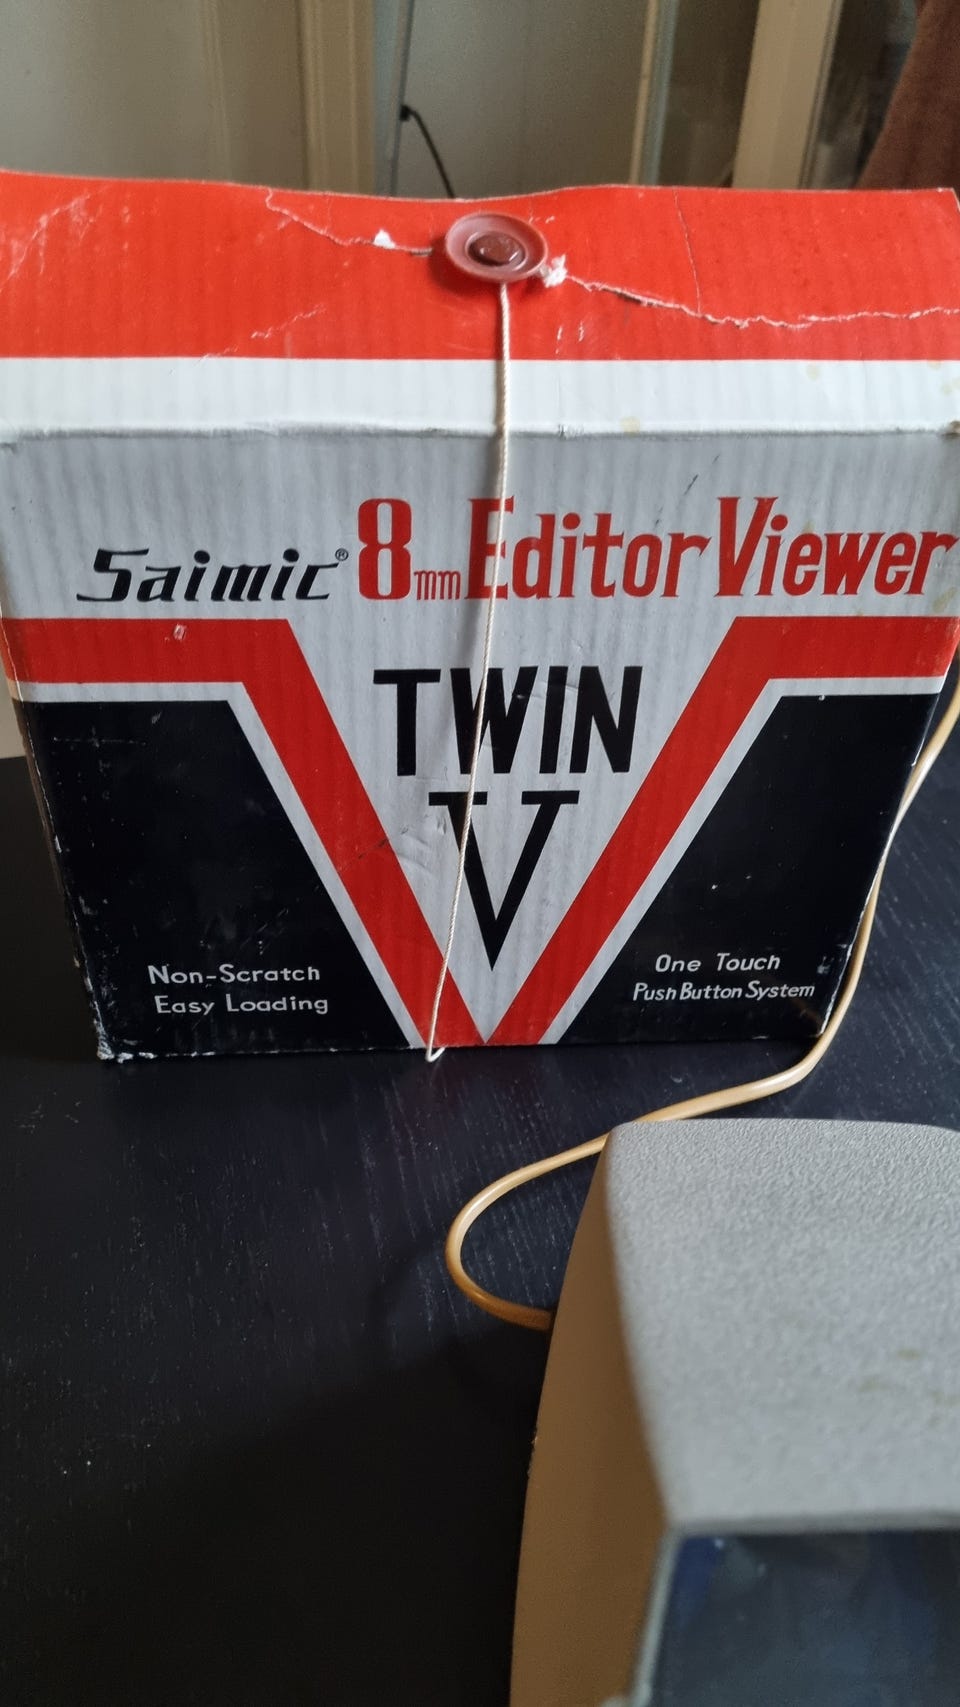 Saimic® 8mm Editor Viewer
TWIN
V
Non-Scratch
Easy Loading
One Touch
Push Button System